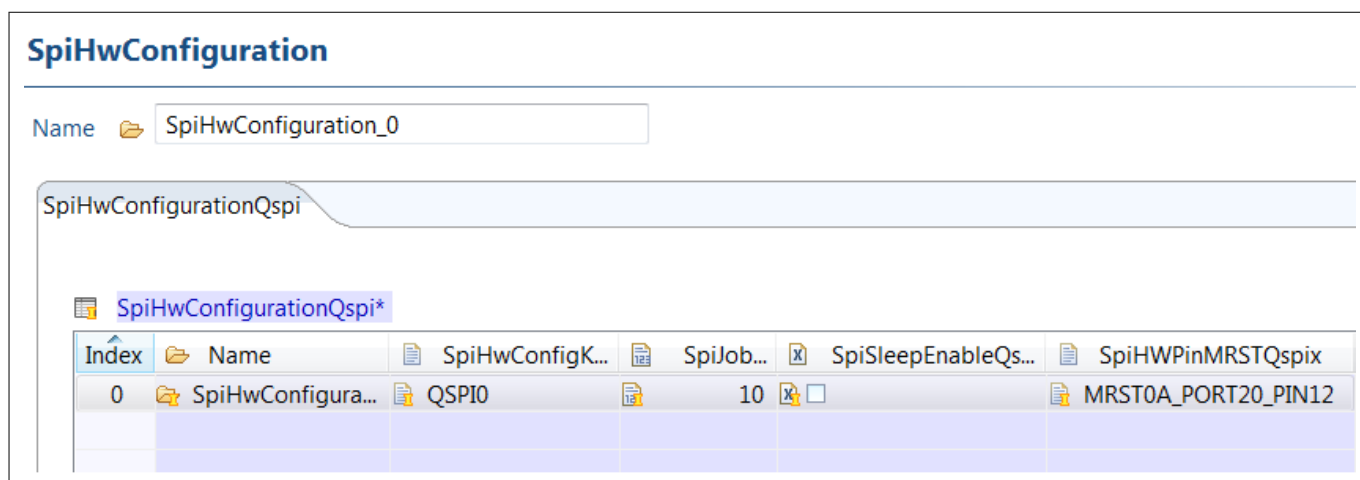 SpiHwConfiguration
Name SpiHwConfiguration_0
SpiHwConfigurationQspi
SpiHwConfigurationQspi*
Index Name SpiHwConfigK... SpiJob... SpiSleepEnableQs... SpiHWPinMRSTQspix
0 SpiHwConfigura... QSPI0 10 MRST0A_PORT20_PIN12